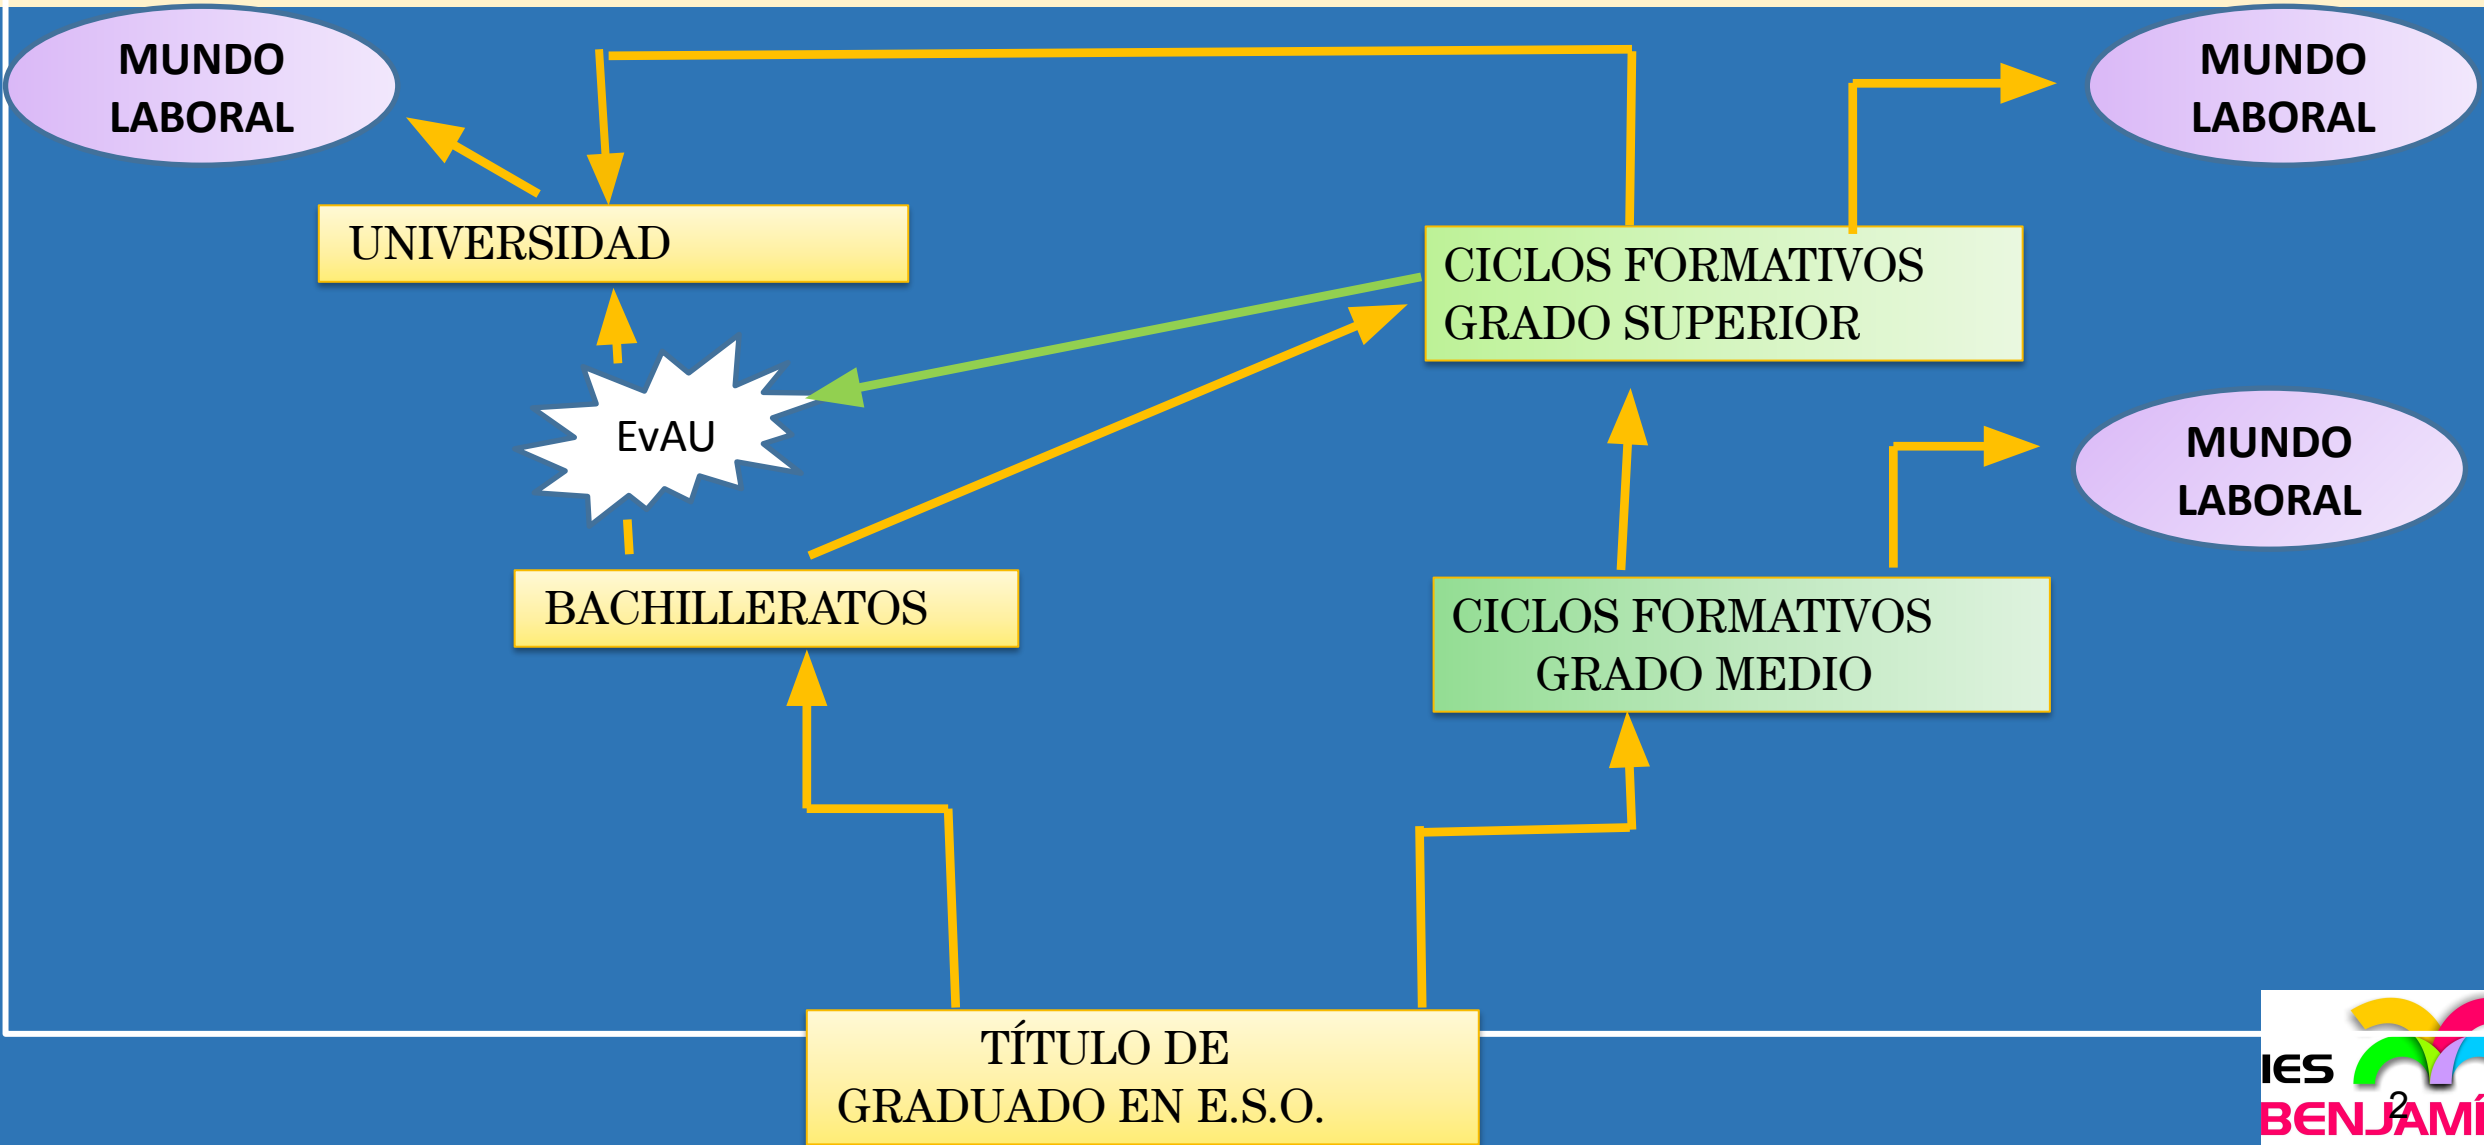 MUNDO
LABORAL
MUNDO
LABORAL
UNIVERSIDAD
CICLOS FORMATIVOS
GRADO SUPERIOR
EvAU
MUNDO
LABORAL
BACHILLERATOS
CICLOS FORMATIVOS
GRADO MEDIO
TÍTULO DE
GRADUADO EN E.S.O.
IES
BENJAMÍ
2